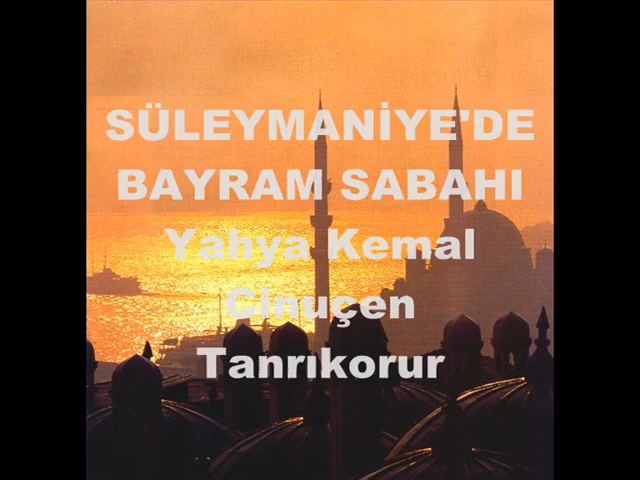 SÜLEYMANİYE'DE
BAYRAM SABAHI
Yahya Kemal
Cinuçen
Tanrıkorur